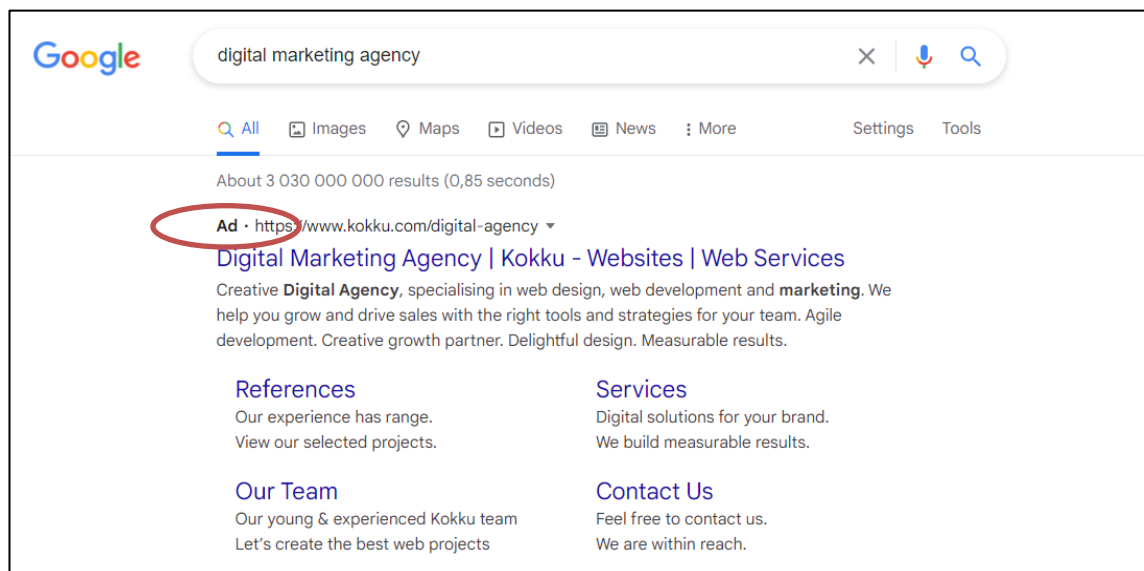 Google digital marketing agency
All Images Maps Videos News More Settings Tools
About 3 030 000 000 results (0,85 seconds)
Ad · https://www.kokku.com/digital-agency
Digital Marketing Agency | Kokku - Websites | Web Services
Creative Digital Agency, specialising in web design, web development and marketing. We
help you grow and drive sales with the right tools and strategies for your team. Agile
development. Creative growth partner. Delightful design. Measurable results.
References
Our experience has range.
View our selected projects.
Services
Digital solutions for your brand.
We build measurable results.
Our Team
Our young & experienced Kokku team
Let's create the best web projects
Contact Us
Feel free to contact us.
We are within reach.